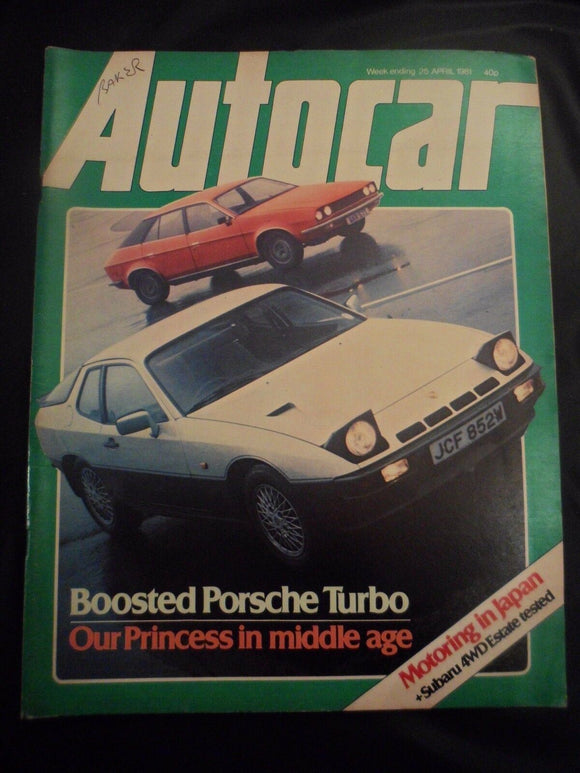 BAKER
Week ending 25 APRIL 1981 40p
Autocar
JCF 852W
Boosted Porsche Turbo
Our Princess in middle age
Motoring in Japan
+Subaru 4WD Estate tested